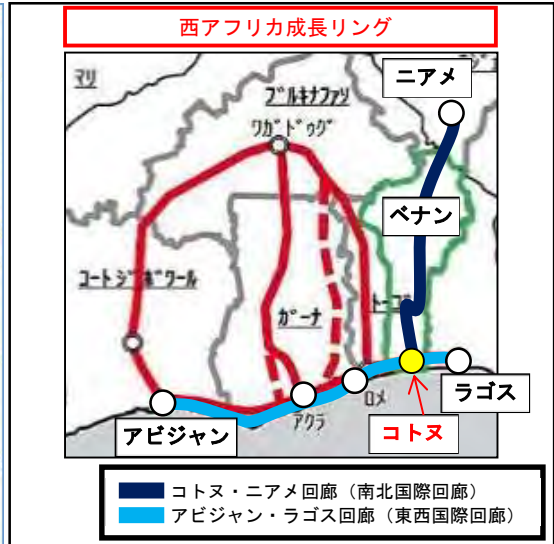 西アフリカ成長リング
マリ
ニアメ
ブルキナファソ
ワガドゥグ
ベナン
コートジボワール
ガーナ
トーゴ
ラゴス
ロメ
アクラ
アビジャン
コトヌ
コトヌ・ニアメ回廊（南北国際回廊）
アビジャン・ラゴス回廊（東西国際回廊）